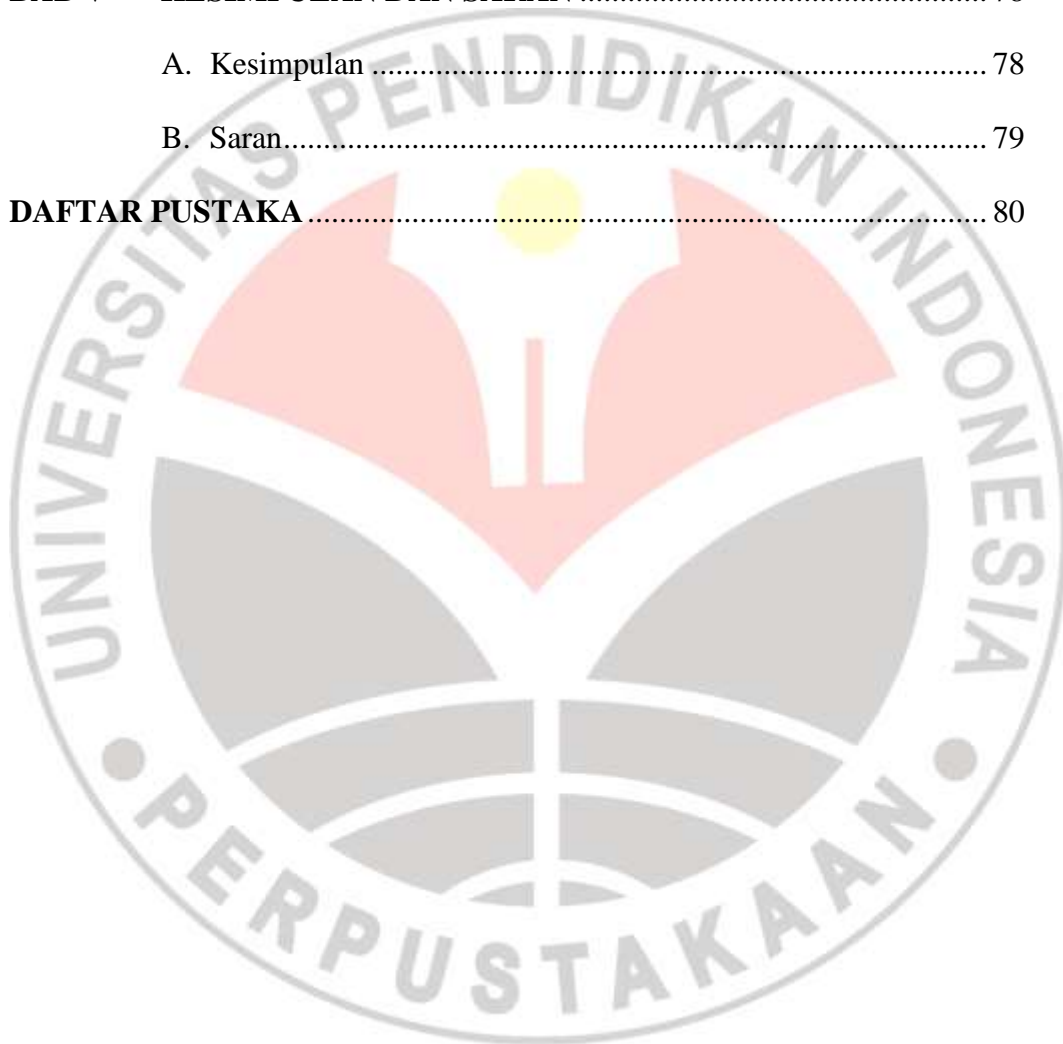 A. Kesimpulan ........................................................................... 78
B. Saran...................................................................................... 79
DAFTAR PUSTAKA ................................................................................... 80
UNIVERSITAS PENDIDIKAN INDONESIA
PERPUSTAKAAN